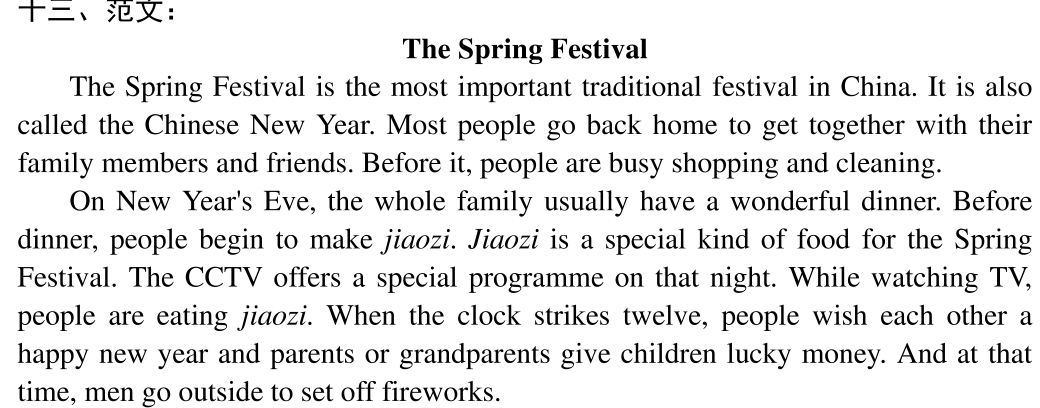 十三、范文：
The Spring Festival
The Spring Festival is the most important traditional festival in China. It is also
called the Chinese New Year. Most people go back home to get together with their
family members and friends. Before it, people are busy shopping and cleaning.
On New Year's Eve, the whole family usually have a wonderful dinner. Before
dinner, people begin to make jiaozi. Jiaozi is a special kind of food for the Spring
Festival. The CCTV offers a special programme on that night. While watching TV,
people are eating jiaozi. When the clock strikes twelve, people wish each other a
happy new year and parents or grandparents give children lucky money. And at that
time, men go outside to set off fireworks.